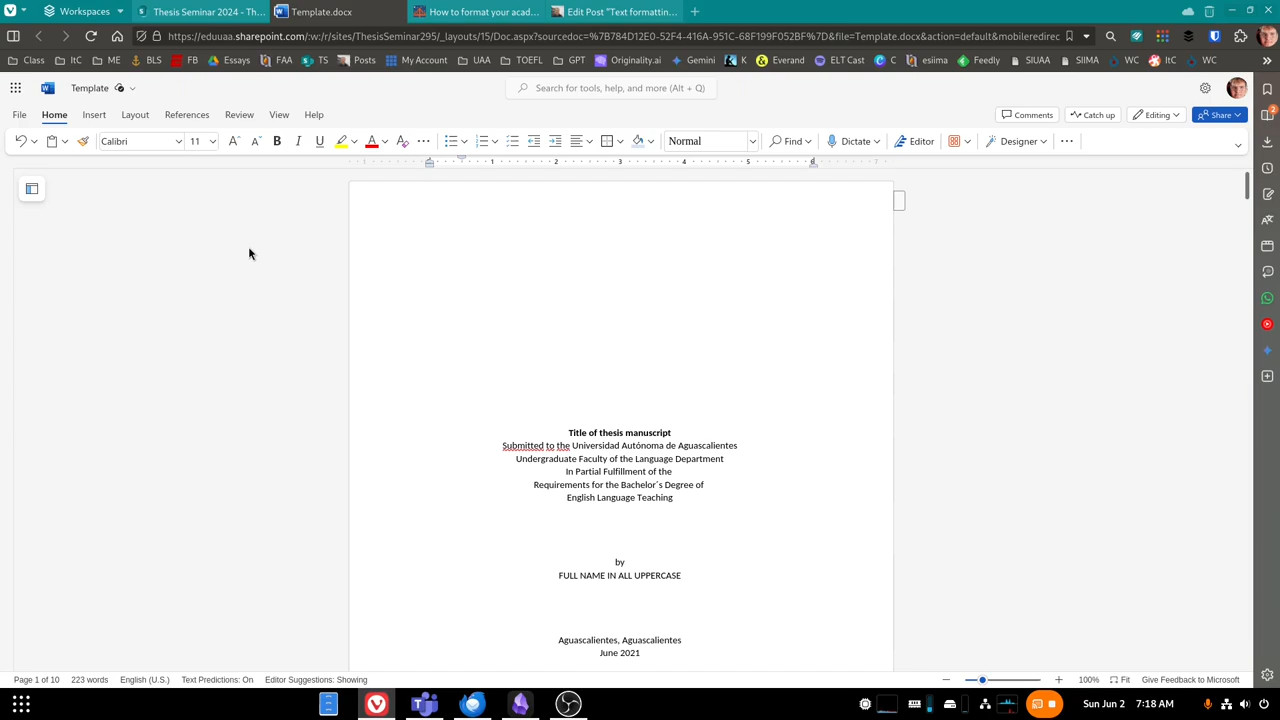 Workspaces
Thesis Seminar 2024 - Th...
Template.docx
How to format your acad...
Edit Post "Text formattin...
https://eduuaa.sharepoint.com/:w:/r/sites/ThesisSeminar295/_layouts/15/Doc.aspx?sourcedoc=%7B784D12E0-52F4-416A-951C-68F199F052BF%7D&file=Template.docx&action=default&mobileredirec
Class ItC ME BLS FB Essays FAA TS Posts My Account UAA TOEFL GPT Originality.ai Gemini K Everand ELT Cast C esiima Feedly SIUAA SIIMA WC ItC WC
Template
Search for tools, help, and more (Alt + Q)
File Home Insert Layout References Review View Help
Comments Catch up Editing Share
Calibri 11 B I U A Normal Find Dictate Editor Designer
1 1 2 3 4 5 6 7
Title of thesis manuscript
Submitted to the Universidad Autónoma de Aguascalientes
Undergraduate Faculty of the Language Department
In Partial Fulfillment of the
Requirements for the Bachelor´s Degree of
English Language Teaching
by
FULL NAME IN ALL UPPERCASE
Aguascalientes, Aguascalientes
June 2021
Page 1 of 10 223 words English (U.S.) Text Predictions: On Editor Suggestions: Showing 100% Fit Give Feedback to Microsoft
Sun Jun 2 7:18 AM